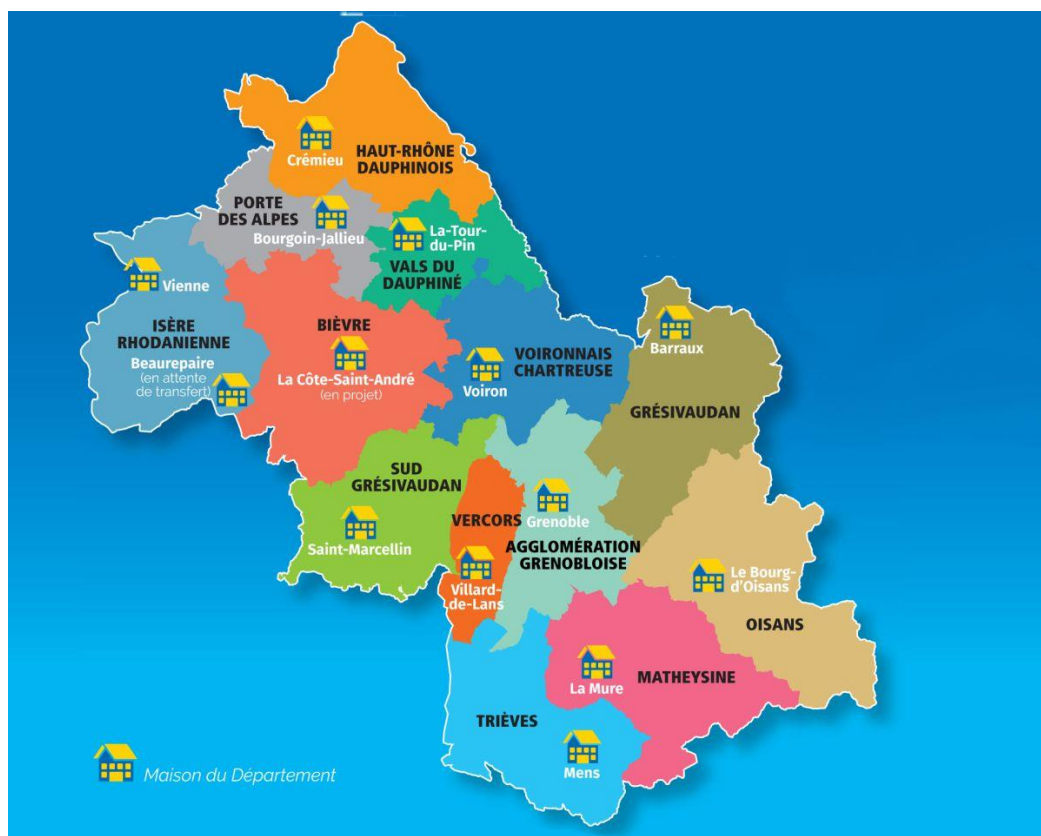 HAUT-RHÔNE
DAUPHINOIS
Crémieu
PORTE
DES ALPES
Bourgoin-Jallieu
La-Tour-
du-Pin
VALS DU
DAUPHINÉ
Vienne
ISÈRE
RHODANIENNE
Beaurepaire
(en attente
de transfert)
BIÈVRE
La Côte-Saint-André
(en projet)
VOIRONNAIS
CHARTREUSE
Voiron
Barraux
GRÉSIVAUDAN
SUD
GRÉSIVAUDAN
Saint-Marcellin
VERCORS
Villard-
de-Lans
Grenoble
AGGLOMÉRATION
GRENOBLOISE
Le Bourg-
d'Oisans
OISANS
La Mure
MATHEYSINE
TRIÈVES
Mens
Maison du Département